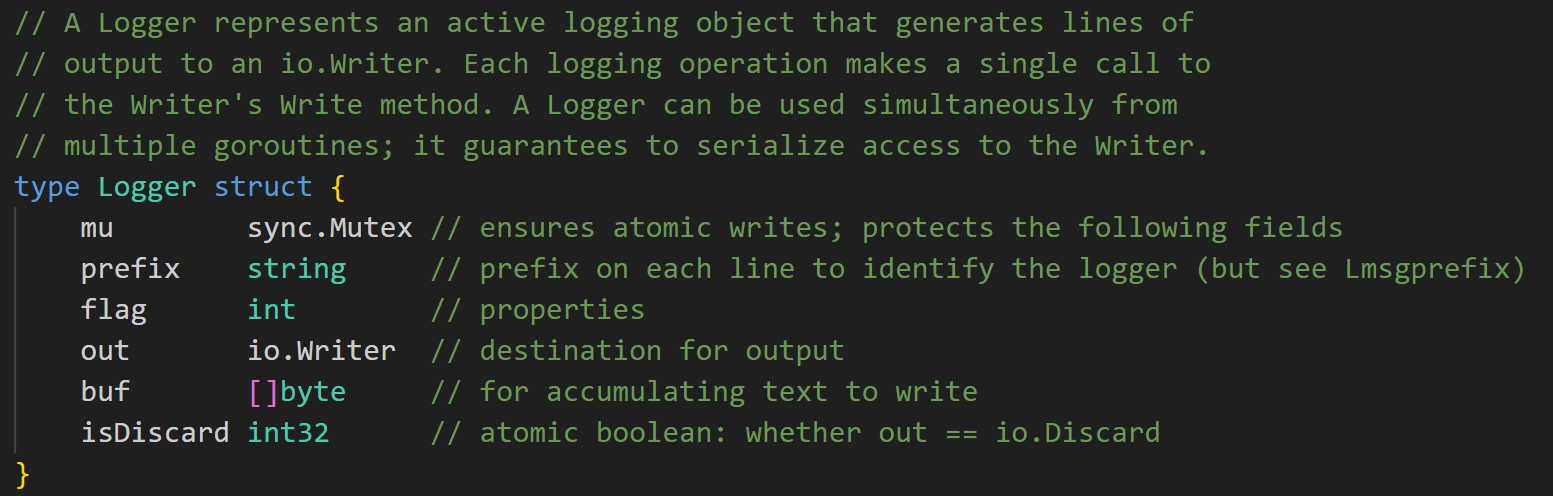 // A Logger represents an active logging object that generates lines of
// output to an io.Writer. Each logging operation makes a single call to
// the Writer's Write method. A Logger can be used simultaneously from
// multiple goroutines; it guarantees to serialize access to the Writer.
type Logger struct {
    mu        sync.Mutex // ensures atomic writes; protects the following fields
    prefix    string     // prefix on each line to identify the logger (but see Lmsgprefix)
    flag      int        // properties
    out       io.Writer  // destination for output
    buf       []byte     // for accumulating text to write
    isDiscard int32      // atomic boolean: whether out == io.Discard
}